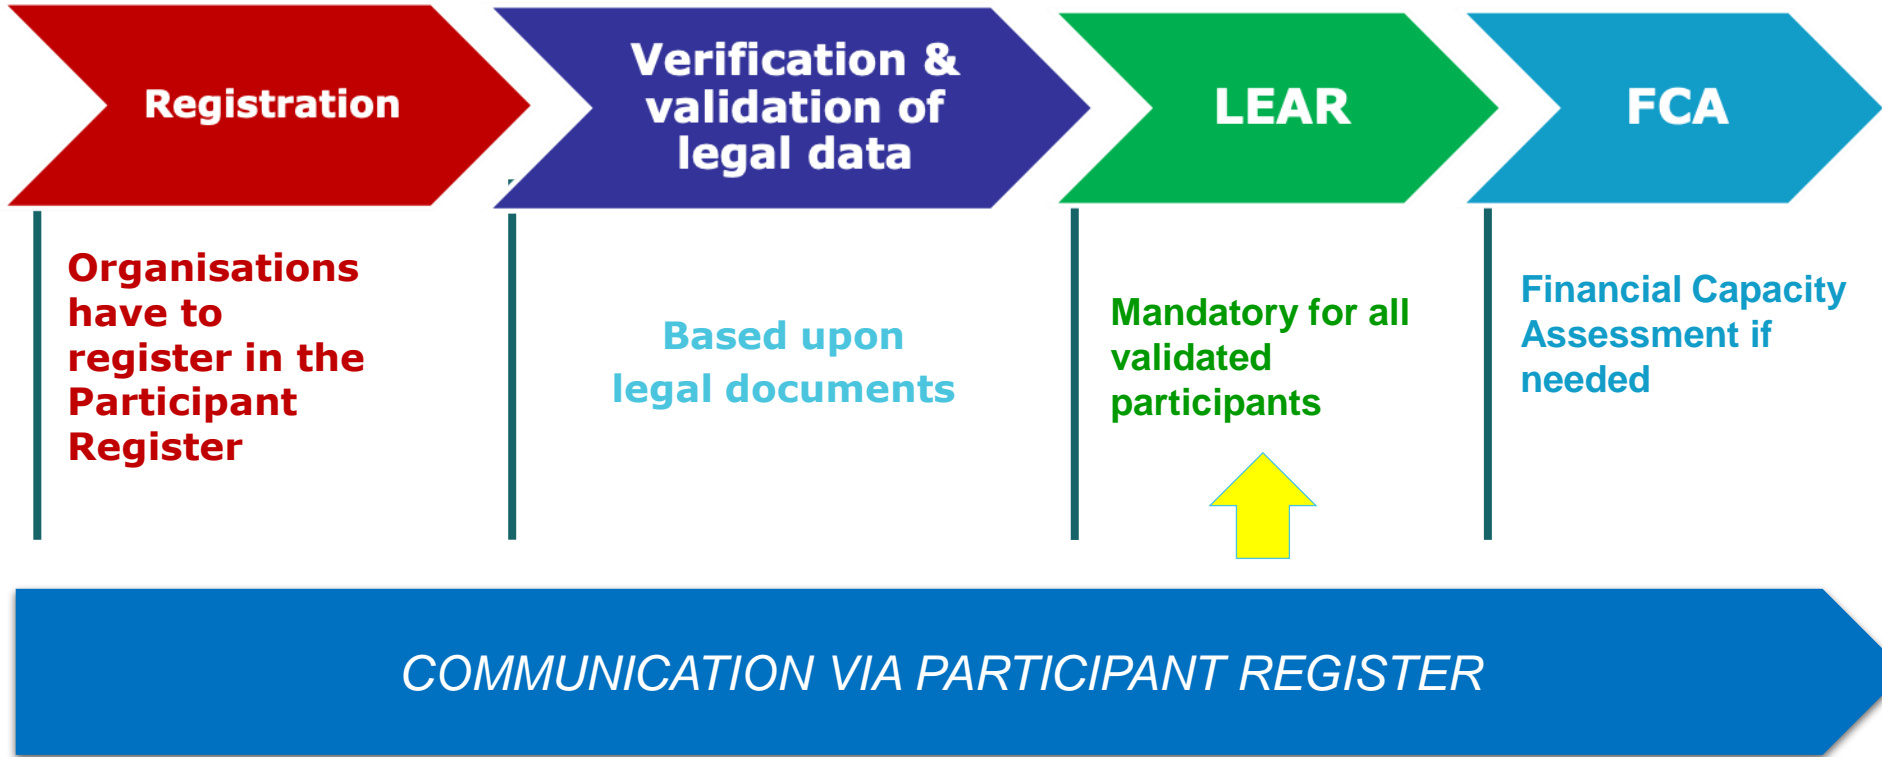 Registration
Verification &
validation of
legal data
LEAR
FCA
Organisations
have to
register in the
Participant
Register
Based upon
legal documents
Mandatory for all
validated
participants
Financial Capacity
Assessment if
needed
COMMUNICATION VIA PARTICIPANT REGISTER